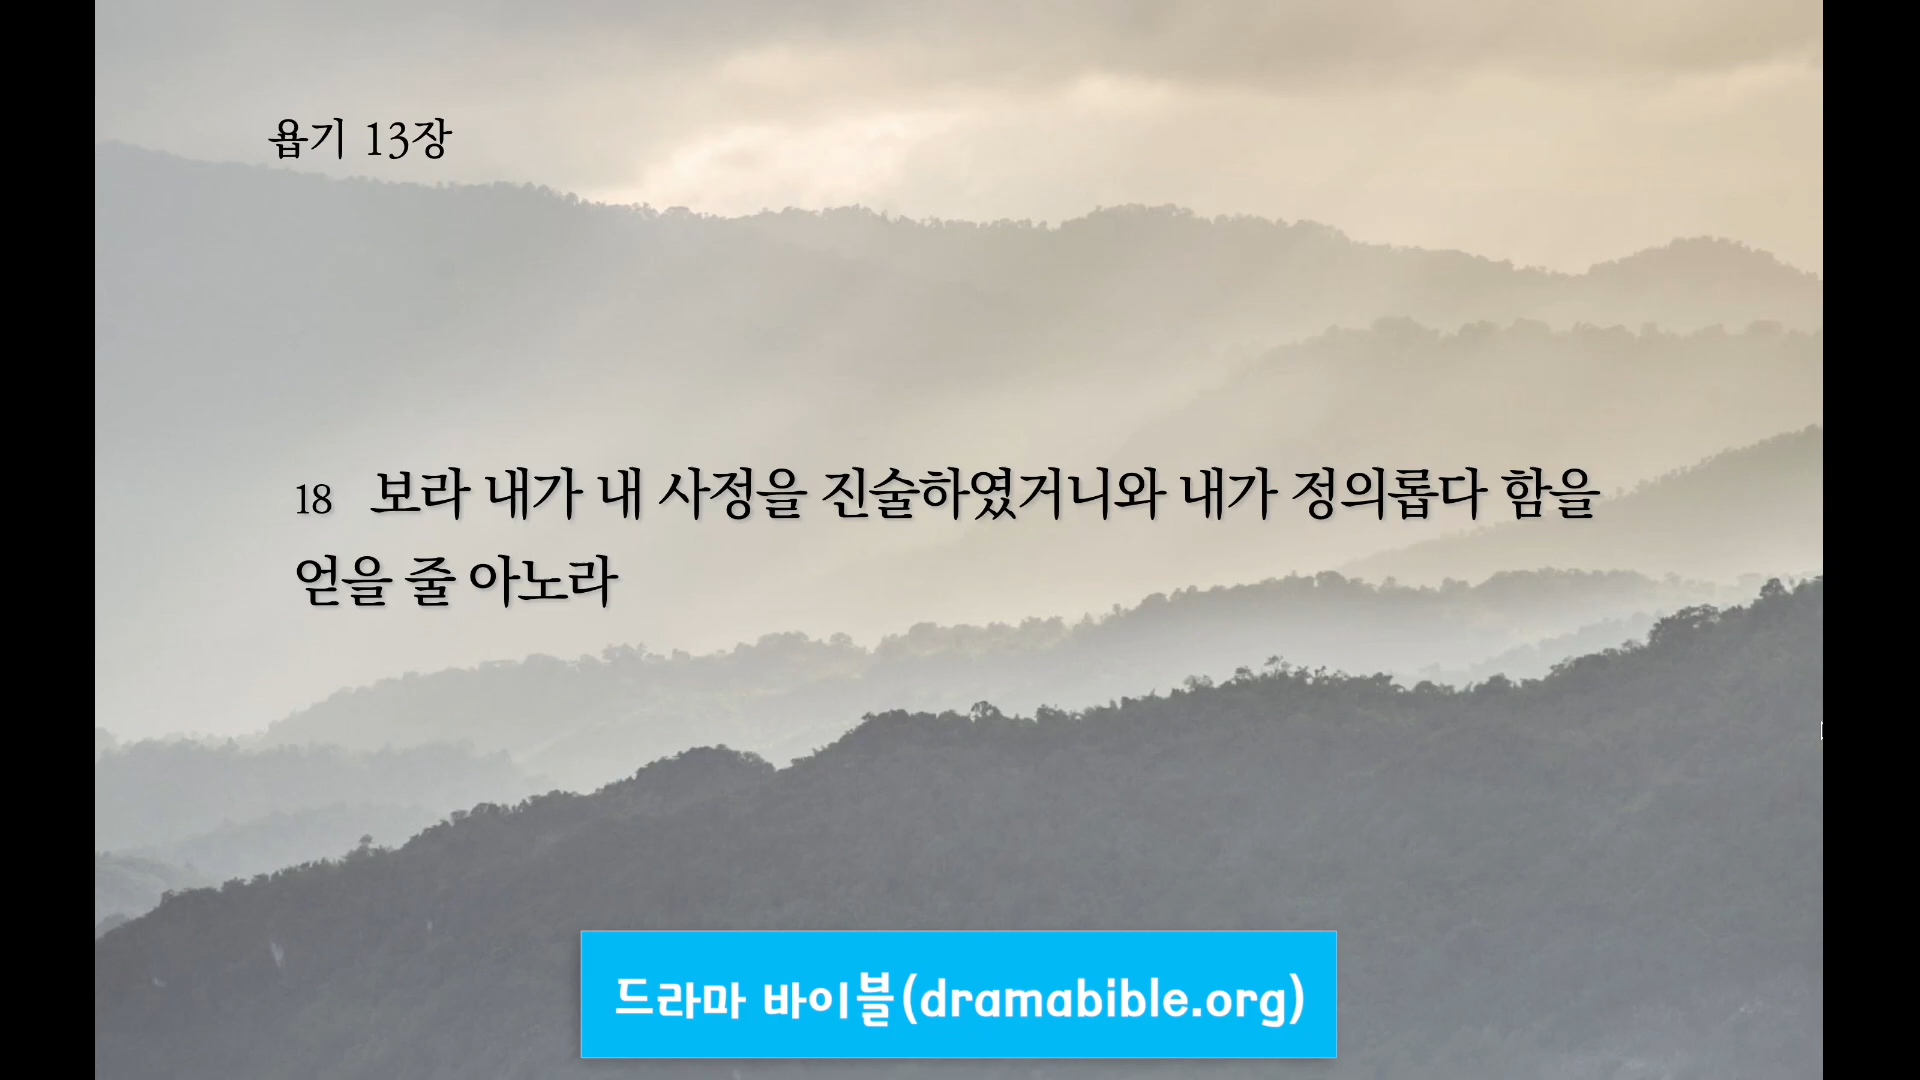 욥기 13장
18 보라 내가 내 사정을 진술하였거니와 내가 정의롭다 함을
얻을 줄 아노라
드라마 바이블(dramabible.org)